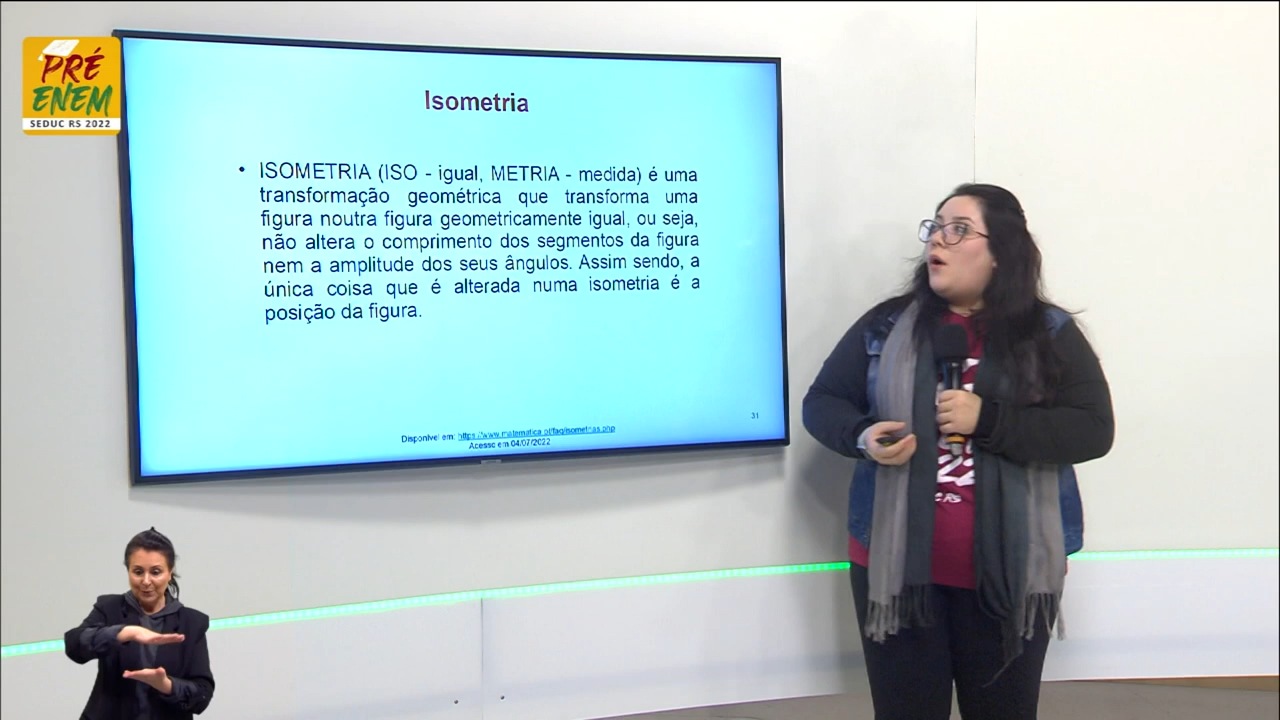 PRÉ
ENEM
SEDUC RS 2022
Isometria
• ISOMETRIA (ISO - igual, METRIA - medida) é uma
transformação geométrica que transforma uma
figura noutra figura geometricamente igual, ou seja,
não altera o comprimento dos segmentos da figura
nem a amplitude dos seus ângulos. Assim sendo, a
única coisa que é alterada numa isometria é a
posição da figura.
31
Disponível em: https://www.matematica.pt/faq/isometrias.php
Acesso em 04/07/2022
RS